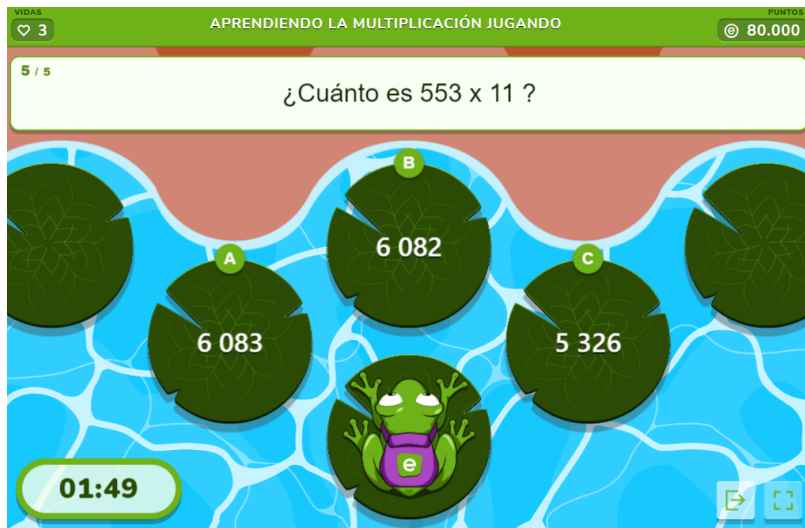 VIDAS
3
APRENDIENDO LA MULTIPLICACIÓN JUGANDO
PUNTOS
80.000
5 / 5
¿Cuánto es 553 x 11 ?
B
6 082
A
6 083
C
5 326
e
01:49